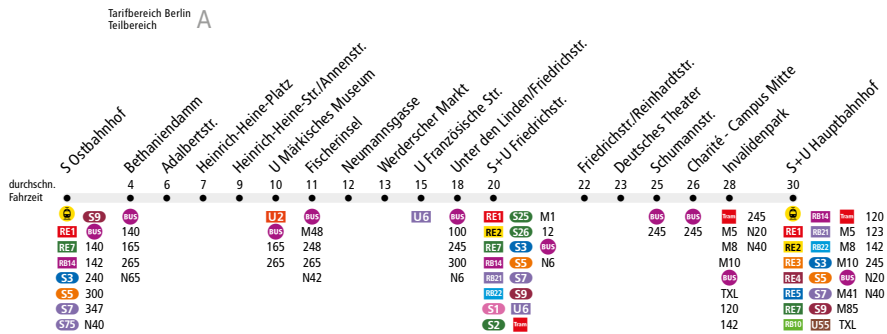 Tarifbereich Berlin
Teilbereich
A
S Ostbahnhof
Bethaniendamm
Adalbertstr.
Heinrich-Heine-Platz
Heinrich-Heine-Str./Annenstr.
U Märkisches Museum
Fischerinsel
Neumannsgasse
Werderscher Markt
U Französische Str.
Unter den Linden/Friedrichstr.
S+U Friedrichstr.
Friedrichstr./Reinhardtstr.
Deutsches Theater
Schumannstr.
Charité - Campus Mitte
Invalidenpark
S+U Hauptbahnhof
durchschn. 4 6 7 9 10 11 12 13 15 18 20 22 23 25 26 28 30
Fahrzeit
S9 BUS U2 BUS U6 BUS RE1 S25 M1 BUS BUS Tram 245 RB14 Tram 120
RE1 BUS 140 BUS M48 100 RE2 S26 12 245 245 M5 N20 RE1 RB21 M5 123
RE7 140 165 165 248 245 RE7 S3 BUS M8 N40 RE2 RB22 M8 142
RB14 142 265 265 265 300 RB14 S5 N6 M10 RE3 S3 M10 245
S3 240 N65 N42 N6 RB21 S7 BUS RE4 S5 BUS N20
S5 300 RB22 S9 TXL RE5 S7 M41 N40
S7 347 S1 U6 120 RE7 S9 M85
S75 N40 S2 Tram 142 RB10 U55 TXL